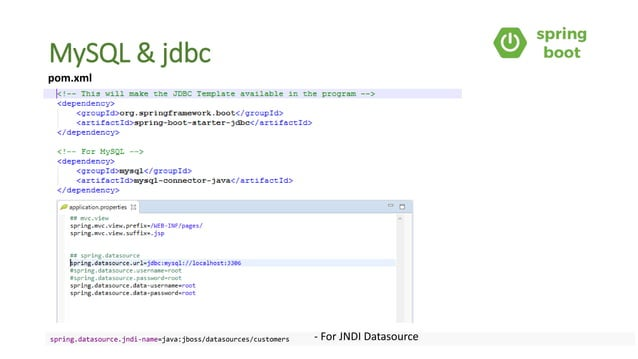 MySQL & jdbc
spring
boot
pom.xml
<!-- This will make the JDBC Template available in the program -->
<dependency>
<groupId>org.springframework.boot</groupId>
<artifactId>spring-boot-starter-jdbc</artifactId>
</dependency>
<!-- For MySQL -->
<dependency>
<groupId>mysql</groupId>
<artifactId>mysql-connector-java</artifactId>
</dependency>
application.properties
## mvc.view
spring.mvc.view.prefix=/WEB-INF/pages/
spring.mvc.view.suffix=.jsp
## spring.datasource
spring.datasource.url=jdbc:mysql://localhost:3306
#spring.datasource.username=root
#spring.datasource.password=root
spring.datasource.data-username=root
spring.datasource.data-password=root
spring.datasource.jndi-name=java:jboss/datasources/customers
- For JNDI Datasource